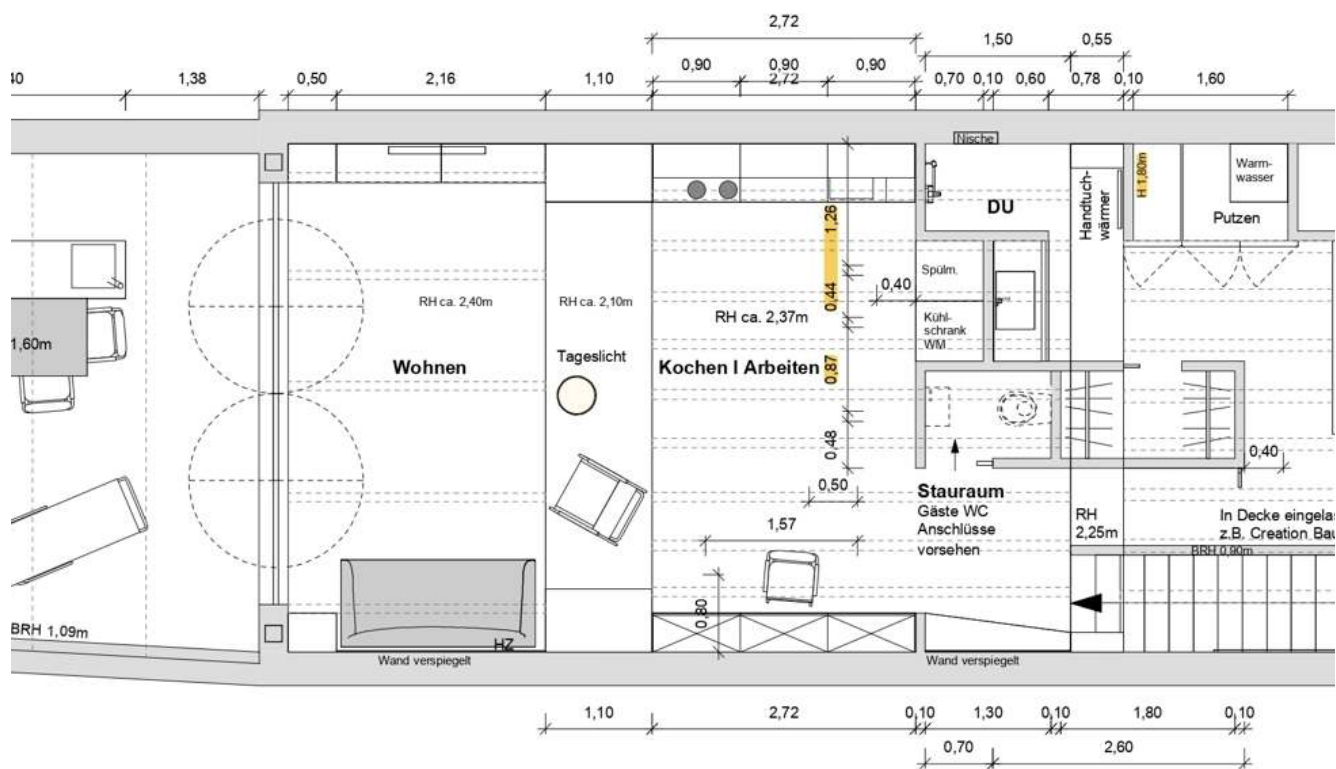 2,72
1,50
0,55
40
1,38
0,50
2,16
1,10
0,90
0,90
0,90
2,72
0,70
0,10
0,60
0,78
0,10
1,60
Nische
H 1,80m
Warm-
wasser
Putzen
Handtuch-
wärmer
DU
1,26
0,44
0,87
0,48
Spülm.
0,40
Kühl-
schrank
WM
RH ca. 2,40m
RH ca. 2,10m
RH ca. 2,37m
1,60m
Wohnen
Tageslicht
Kochen I Arbeiten
0,40
0,50
1,57
0,80
Stauraum
Gäste WC
Anschlüsse
vorsehen
RH
2,25m
In Decke eingelas
z.B. Creation Bau
BRH 0,90m
BRH 1,09m
HZ
Wand verspiegelt
Wand verspiegelt
1,10
2,72
0,10
1,30
0,10
1,80
0,10
0,70
2,60